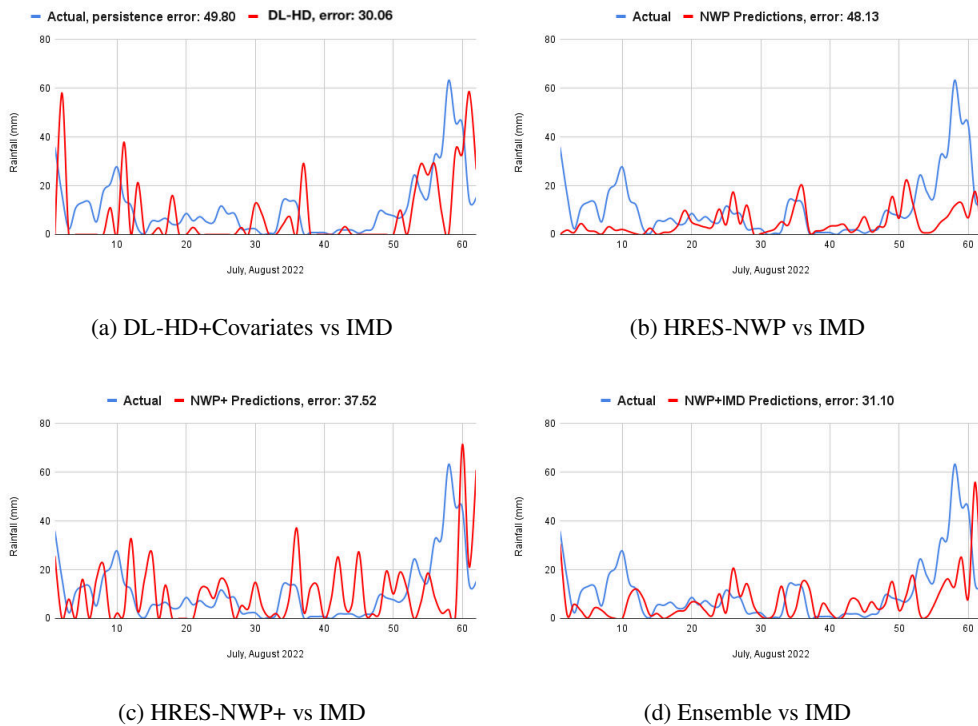 Actual, persistence error: 49.80 DL-HD, error: 30.06
80
60
40
20
0
Rainfall (mm)
10 20 30 40 50 60
July, August 2022
(a) DL-HD+Covariates vs IMD
Actual NWP Predictions, error: 48.13
80
60
40
20
0
Rainfall (mm)
10 20 30 40 50 60
July, August 2022
(b) HRES-NWP vs IMD
Actual NWP+ Predictions, error: 37.52
80
60
40
20
0
Rainfall (mm)
10 20 30 40 50 60
July, August 2022
(c) HRES-NWP+ vs IMD
Actual NWP+IMD Predictions, error: 31.10
80
60
40
20
0
Rainfall (mm)
10 20 30 40 50 60
July, August 2022
(d) Ensemble vs IMD